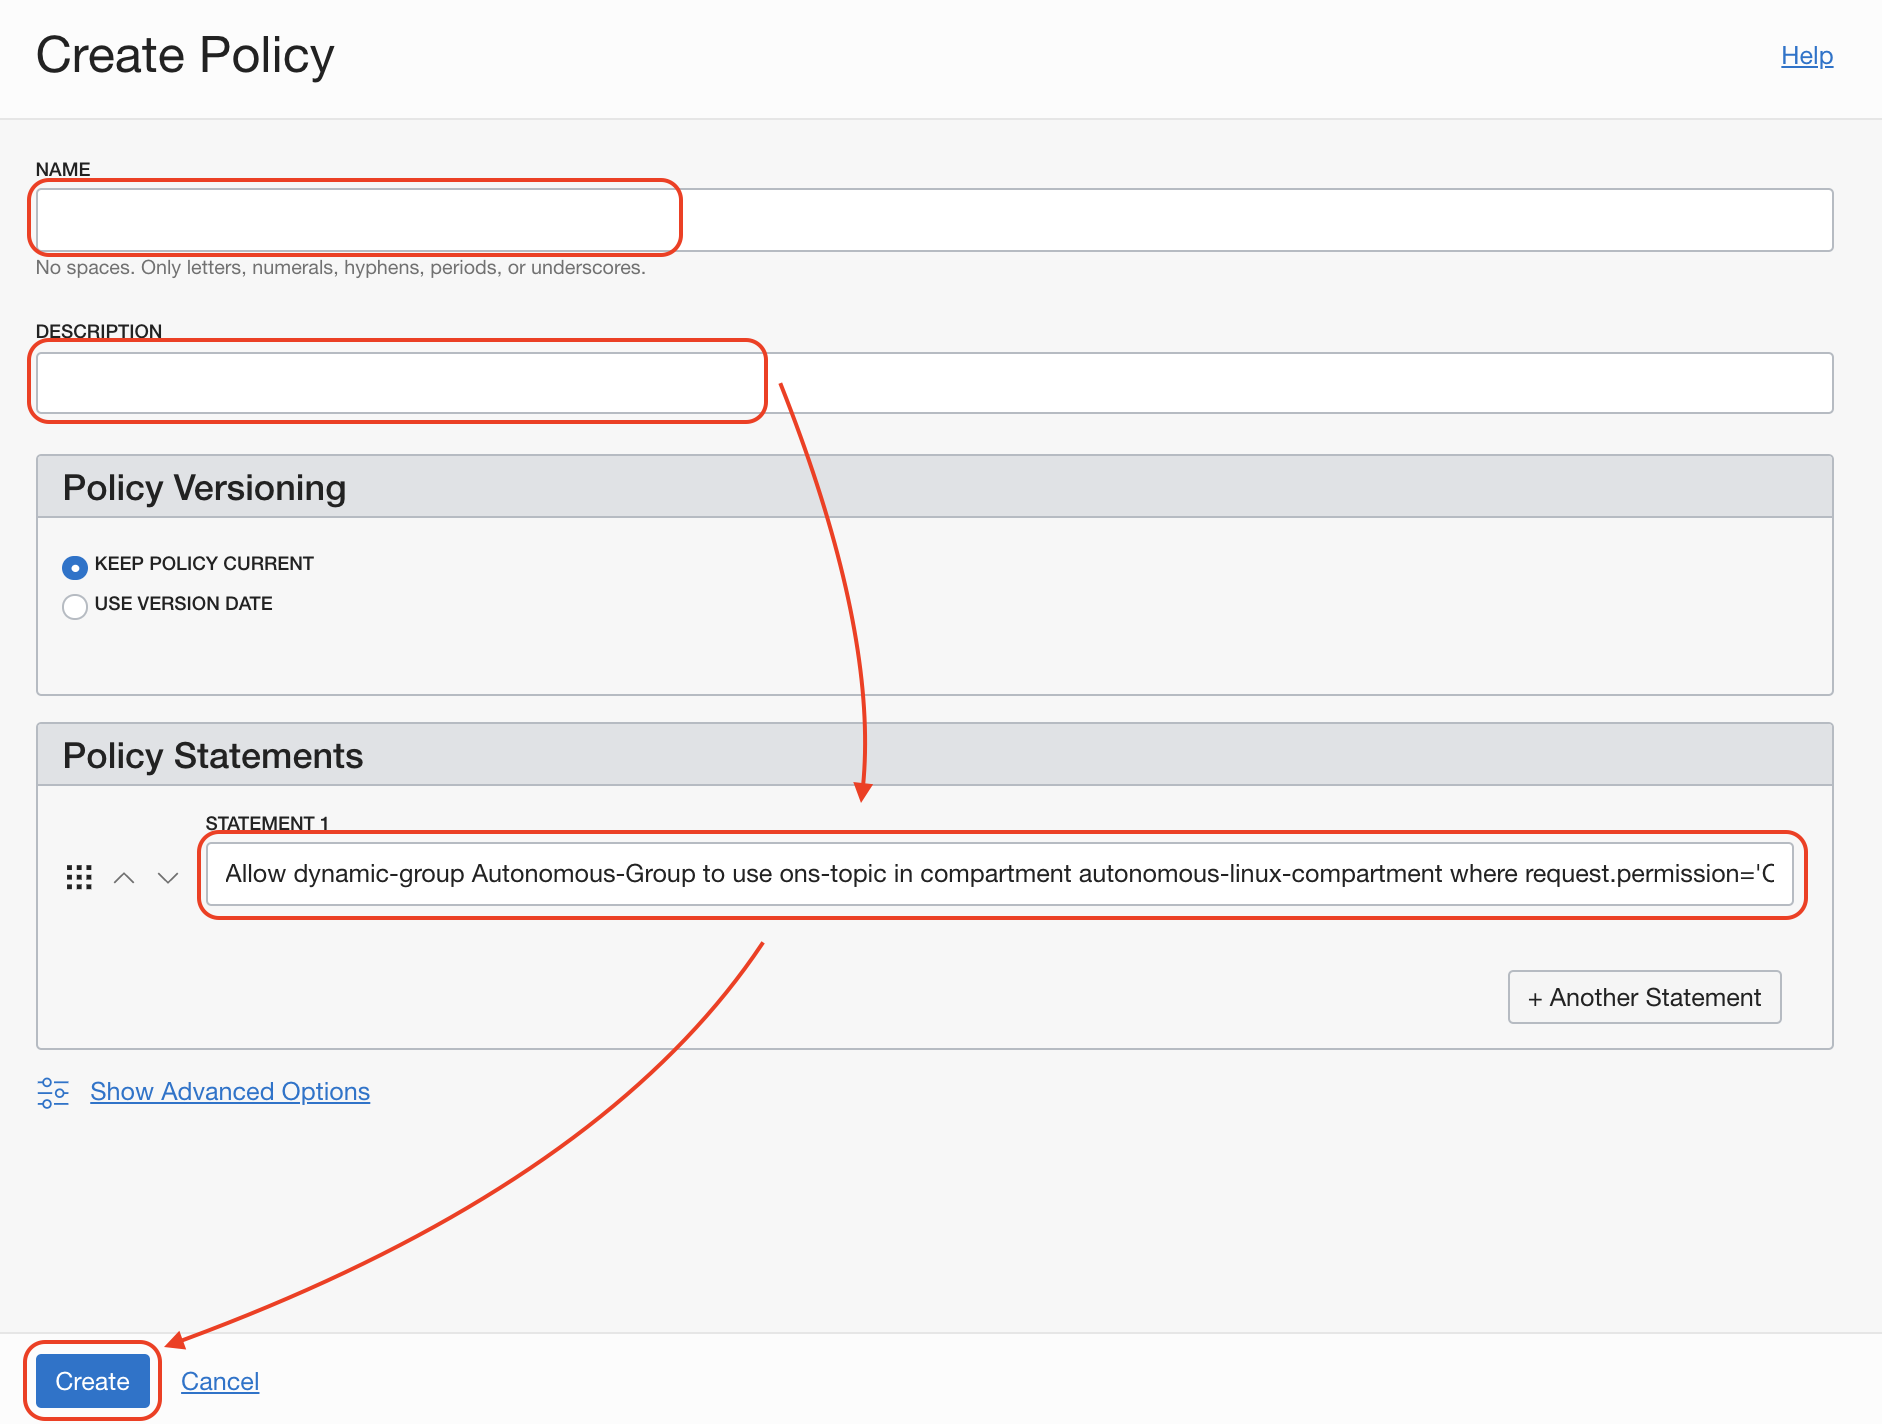 Create Policy
Help
NAME
No spaces. Only letters, numerals, hyphens, periods, or underscores.
DESCRIPTION
Policy Versioning
KEEP POLICY CURRENT
USE VERSION DATE
Policy Statements
STATEMENT 1
Allow dynamic-group Autonomous-Group to use ons-topic in compartment autonomous-linux-compartment where request.permission='
+ Another Statement
Show Advanced Options
Create
Cancel